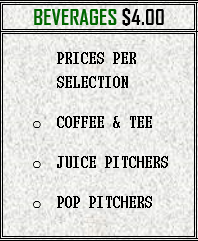 BEVERAGES $4.00
PRICES PER
SELECTION
o COFFEE & TEE
o JUICE PITCHERS
o POP PITCHERS